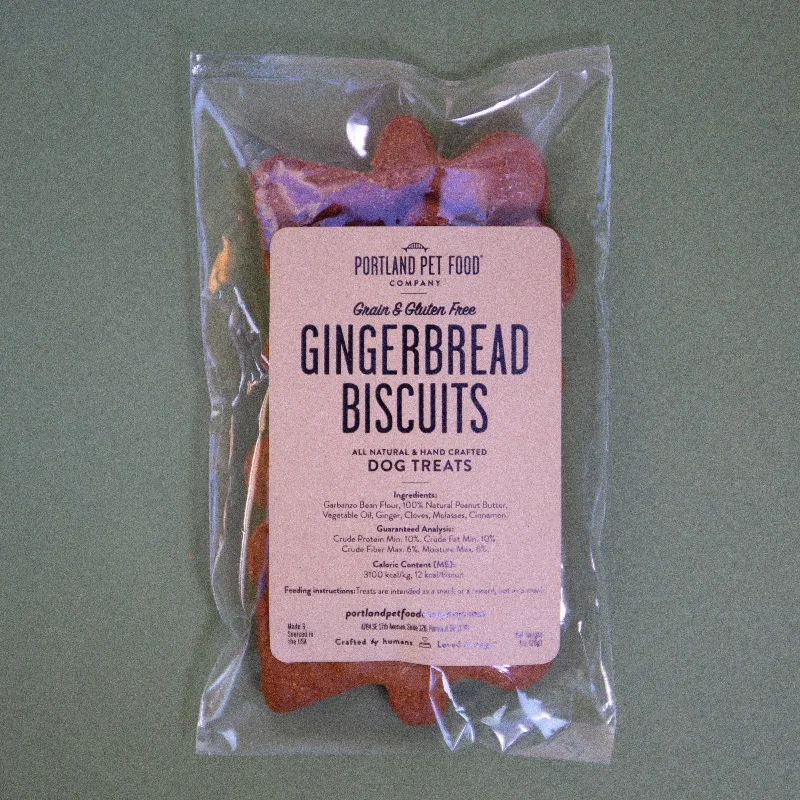 PORTLAND PET FOOD
COMPANY
Grain & Gluten Free
GINGERBREAD
BISCUITS
ALL NATURAL & HAND CRAFTED
DOG TREATS
Ingredients:
Garbanzo Bean Flour, 100% Natural Peanut Butter,
Vegetable Oil, Ginger, Cloves, Molasses, Cinnamon.
Guaranteed Analysis:
Crude Protein Min. 10%, Crude Fat Min. 10%
Crude Fiber Max. 6%, Moisture Max. 6%.
Caloric Content (ME):
3100 kcal/kg, 12 kcal/biscuit
Feeding instructions: Treats are intended as a snack or a reward, not as a meal.
Made &
Sourced in
the USA
Crafted by humans
Loved
Net Weight